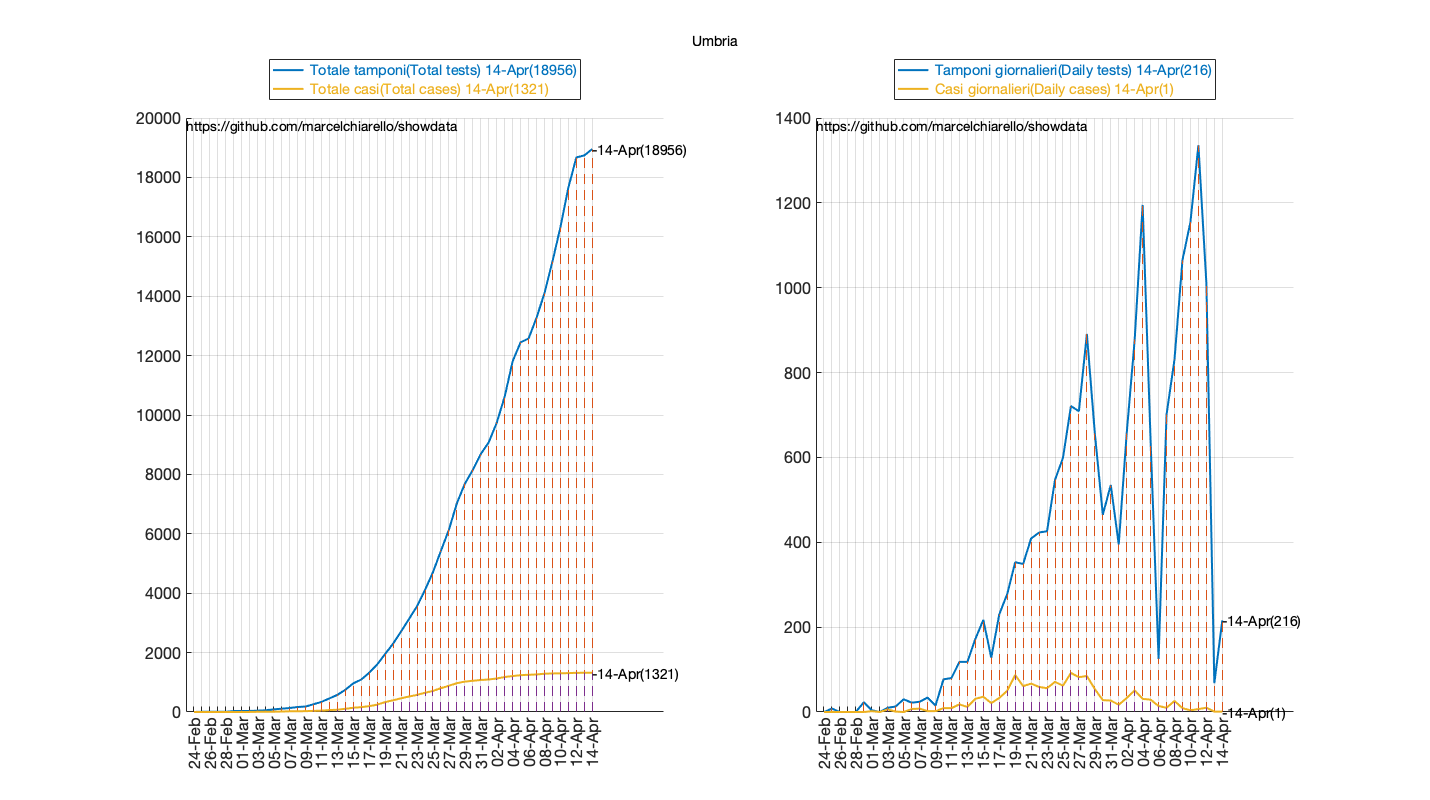 Umbria
Totale tamponi(Total tests) 14-Apr(18956)
Totale casi(Total cases) 14-Apr(1321)
https://github.com/marcelchiarello/showdata
20000
18000
16000
14000
12000
10000
8000
6000
4000
2000
0
14-Apr(18956)
14-Apr(1321)
24-Feb
26-Feb
28-Feb
01-Mar
03-Mar
05-Mar
07-Mar
09-Mar
11-Mar
13-Mar
15-Mar
17-Mar
19-Mar
21-Mar
23-Mar
25-Mar
27-Mar
29-Mar
31-Mar
02-Apr
04-Apr
06-Apr
08-Apr
10-Apr
12-Apr
14-Apr
Tamponi giornalieri(Daily tests) 14-Apr(216)
Casi giornalieri(Daily cases) 14-Apr(1)
https://github.com/marcelchiarello/showdata
1400
1200
1000
800
600
400
200
0
14-Apr(216)
14-Apr(1)
24-Feb
26-Feb
28-Feb
01-Mar
03-Mar
05-Mar
07-Mar
09-Mar
11-Mar
13-Mar
15-Mar
17-Mar
19-Mar
21-Mar
23-Mar
25-Mar
27-Mar
29-Mar
31-Mar
02-Apr
04-Apr
06-Apr
08-Apr
10-Apr
12-Apr
14-Apr